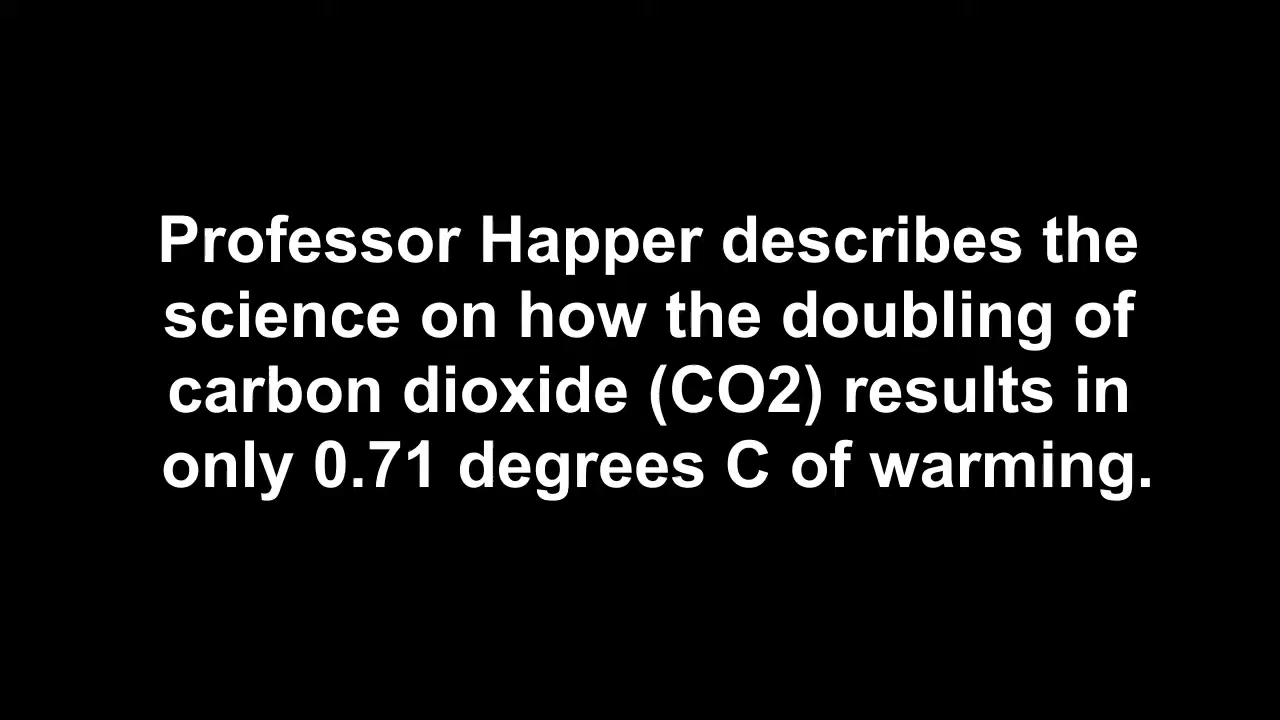 Professor Happer describes the
science on how the doubling of
carbon dioxide (CO2) results in
only 0.71 degrees C of warming.